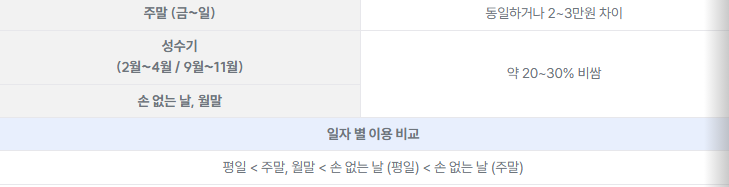 주말 (금~일)
동일하거나 2~3만원 차이
성수기
(2월~4월 / 9월~11월)
약 20~30% 비쌈
손 없는 날, 월말
일자 별 이용 비교
평일 < 주말, 월말 < 손 없는 날 (평일) < 손 없는 날 (주말)